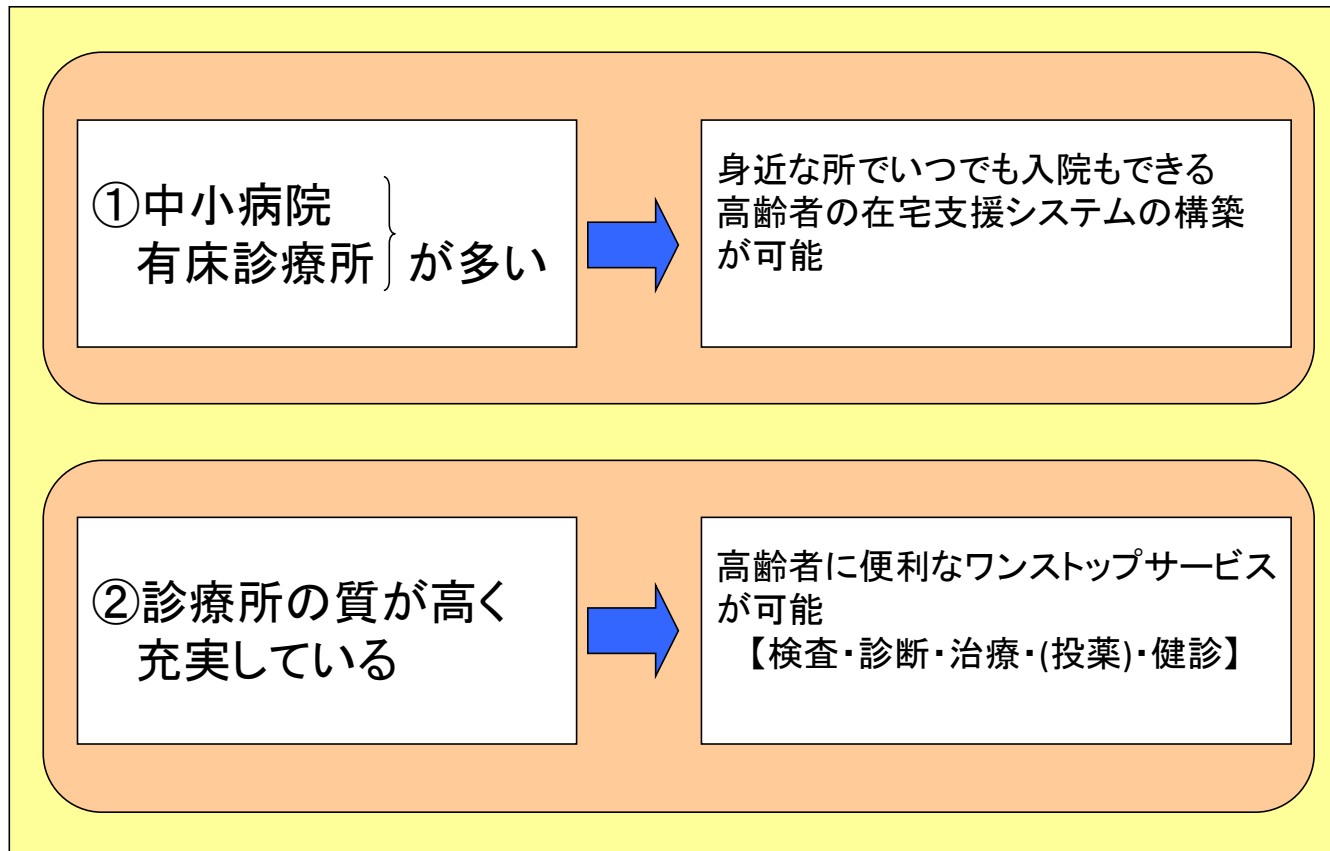 ①中小病院
有床診療所
が多い
身近な所でいつでも入院もできる
高齢者の在宅支援システムの構築
が可能
②診療所の質が高く
充実している
高齢者に便利なワンストップサービス
が可能
【検査・診断・治療・(投薬)・健診】